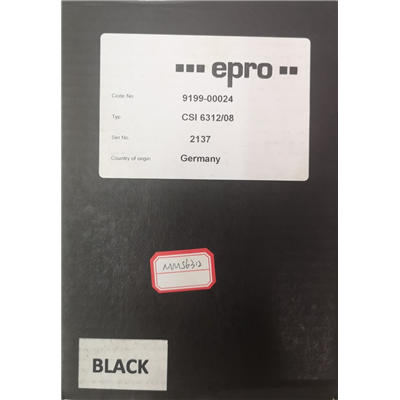 epro
Code No 9199-00024
Typ CSI 6312/08
Ser No. 2137
Country of origin Germany
MMS6312
BLACK